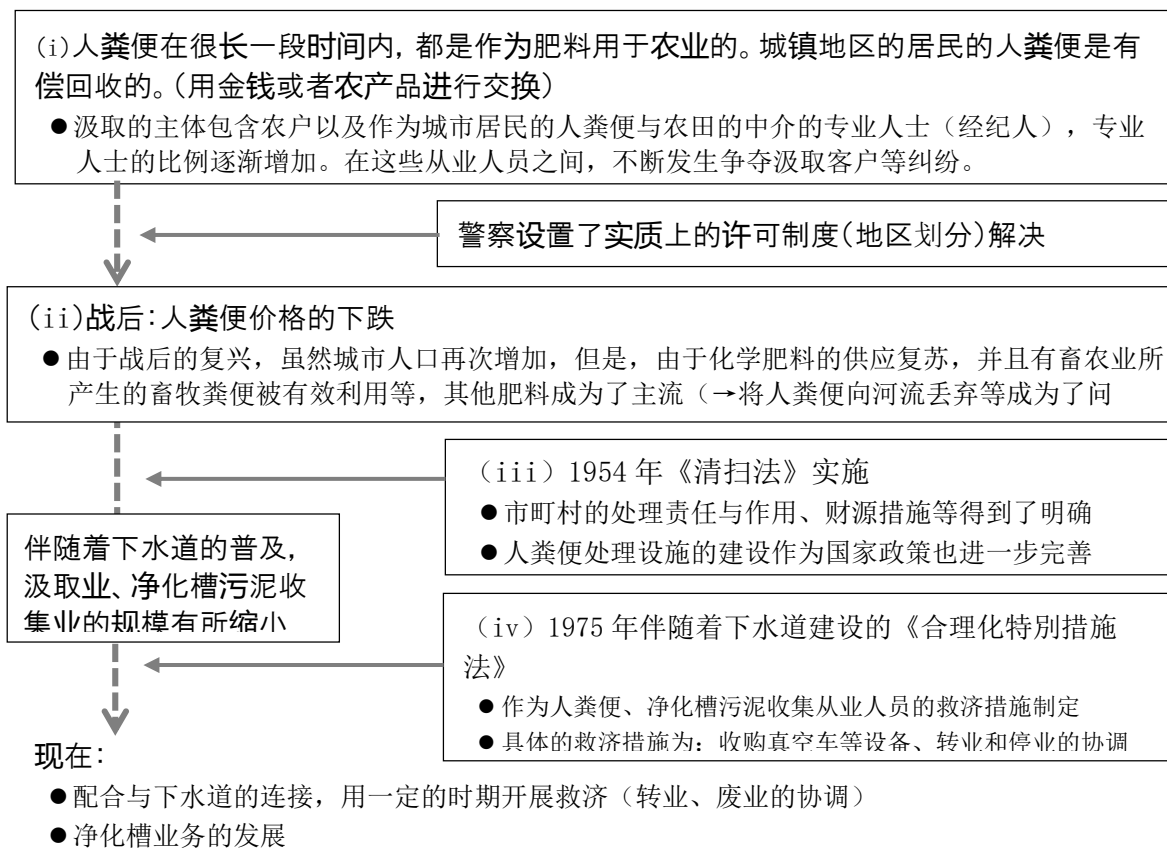 (i)人粪便在很长一段时间内，都是作为肥料用于农业的。城镇地区的居民的人粪便是有
偿回收的。（用金钱或者农产品进行交换）
●汲取的主体包含农户以及作为城市居民的人粪便与农田的中介的专业人士（经纪人），专业
人士的比例逐渐增加。在这些从业人员之间，不断发生争夺汲取客户等纠纷。
警察设置了实质上的许可制度（地区划分）解决
(ii)战后：人粪便价格的下跌
●由于战后的复兴，虽然城市人口再次增加，但是，由于化学肥料的供应复苏，并且有畜农业所
产生的畜牧粪便被有效利用等，其他肥料成为了主流（→将人粪便向河流丢弃等成为了问
（iii）1954 年《清扫法》实施
●市町村的处理责任与作用、财源措施等得到了明确
●人粪便处理设施的建设作为国家政策也进一步完善
伴随着下水道的普及，
汲取业、净化槽污泥收
集业的规模有所缩小
（iv）1975 年伴随着下水道建设的《合理化特別措施
法》
●作为人粪便、净化槽污泥收集从业人员的救济措施制定
●具体的救济措施为：收购真空车等设备、转业和停业的协调
现在：
●配合与下水道的连接，用一定的时期开展救济（转业、废业的协调）
●净化槽业务的发展